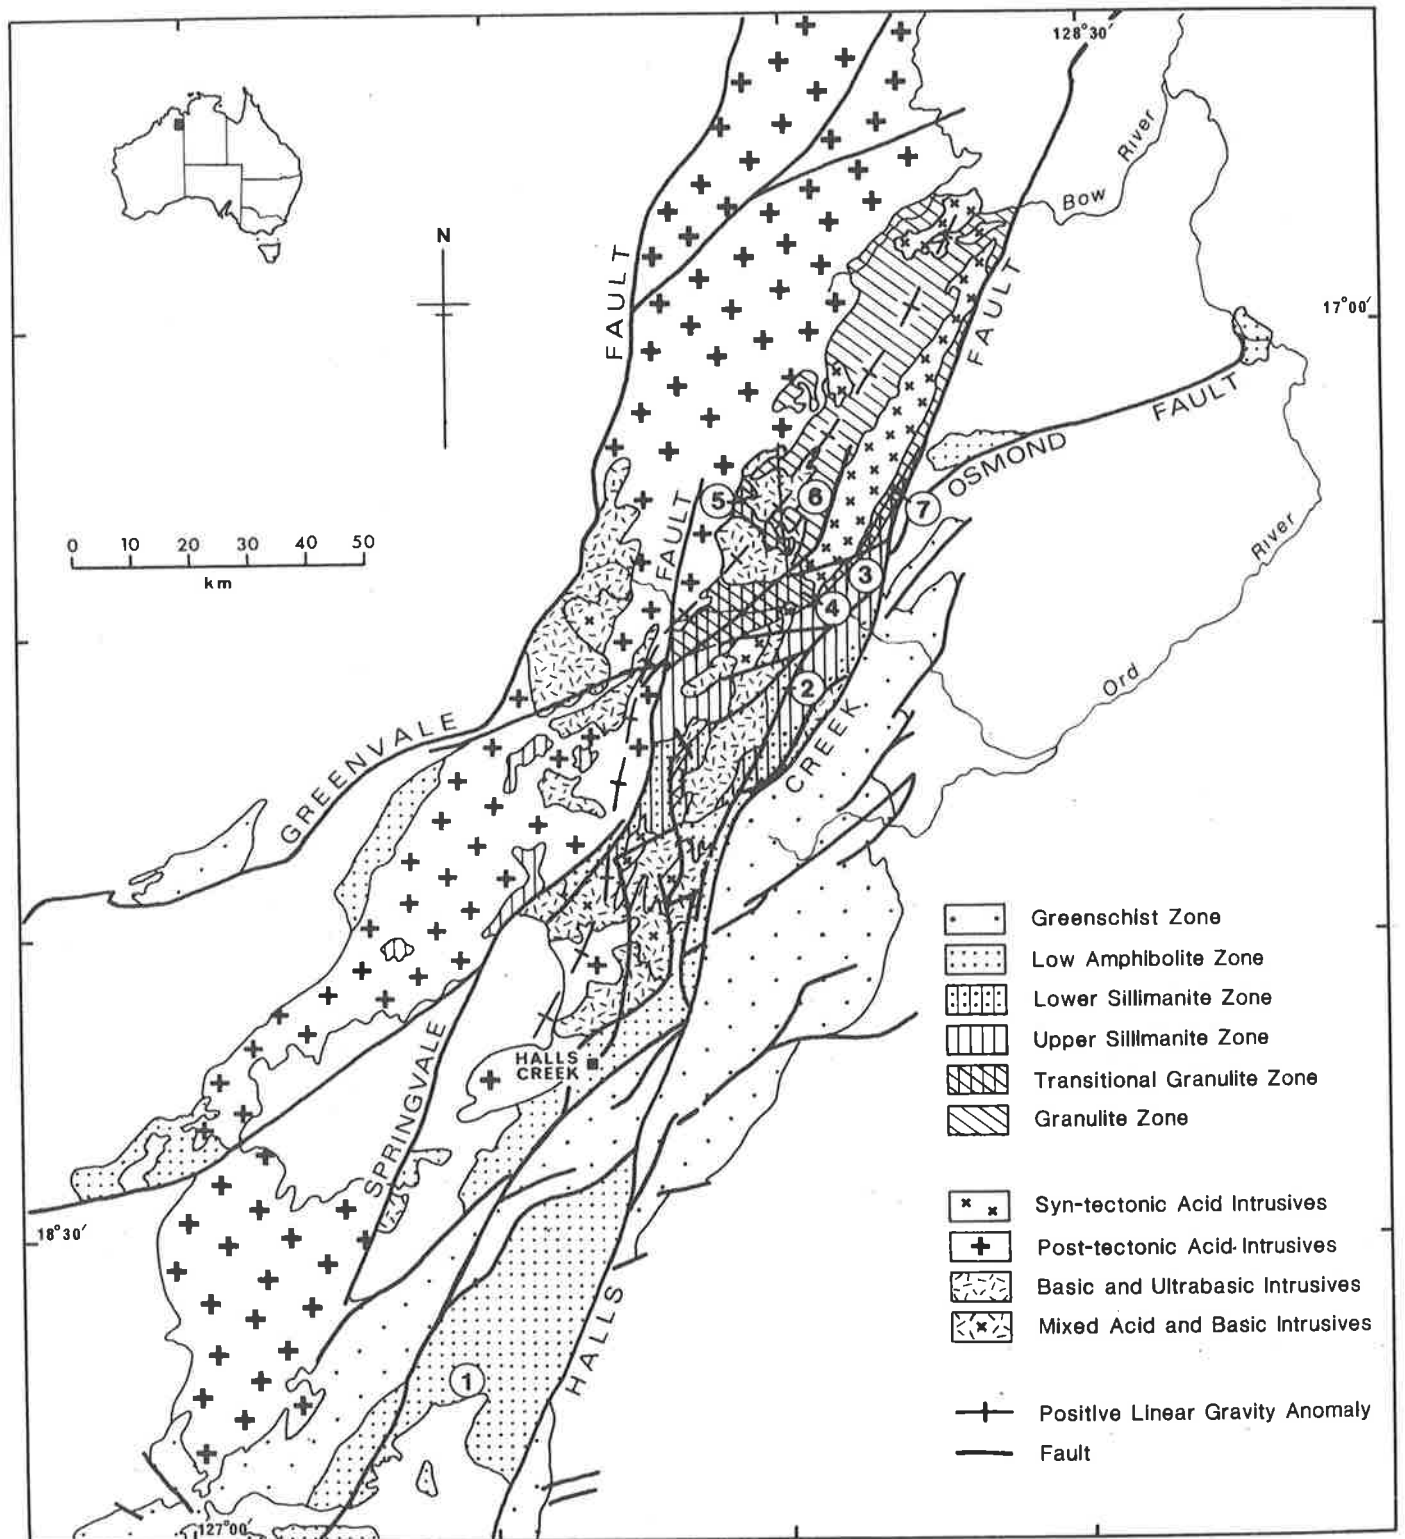 128°30′
River
Bow
N
FAULT
FAULT
17°00′
FAULT
OSMOND
5
6
7
FAULT
0 10 20 30 40 50
km
3
4
River
Ord
2
GREENVALE
CREEK
Greenschist Zone
Low Amphibolite Zone
Lower Sillimanite Zone
Upper Sillimanite Zone
Transitional Granulite Zone
Granulite Zone
HALLS
CREEK
SPRINGVALE
18°30′
Syn-tectonic Acid Intrusives
Post-tectonic Acid Intrusives
Basic and Ultrabasic Intrusives
Mixed Acid and Basic Intrusives
HALLS
1
Positive Linear Gravity Anomaly
Fault
127°00′